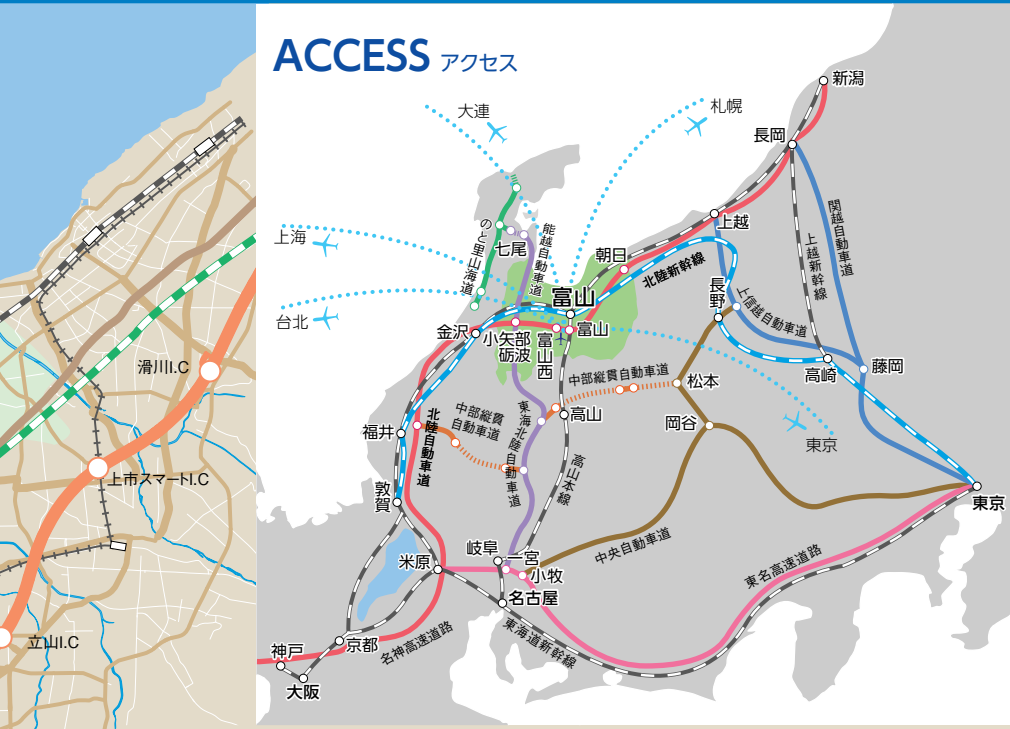 ACCESS アクセス
新潟
大連
札幌
長岡
関越自動車道
上越
のと里山海道
能越自動車道
上海
七尾
朝日
北陸新幹線
上越新幹線
長野
上信越自動車道
富山
台北
金沢
小矢部
砺波
富山西
富山
滑川I.C
高崎
藤岡
中部縦貫自動車道
松本
北陸自動車道
中部縦貫
自動車道
東海北陸自動車道
高山
岡谷
福井
東京
高山本線
上市スマートI.C
敦賀
東京
岐阜
一宮
中央自動車道
米原
小牧
東名高速道路
名古屋
立山I.C
神戸
京都
名神高速道路
東海道新幹線
大阪